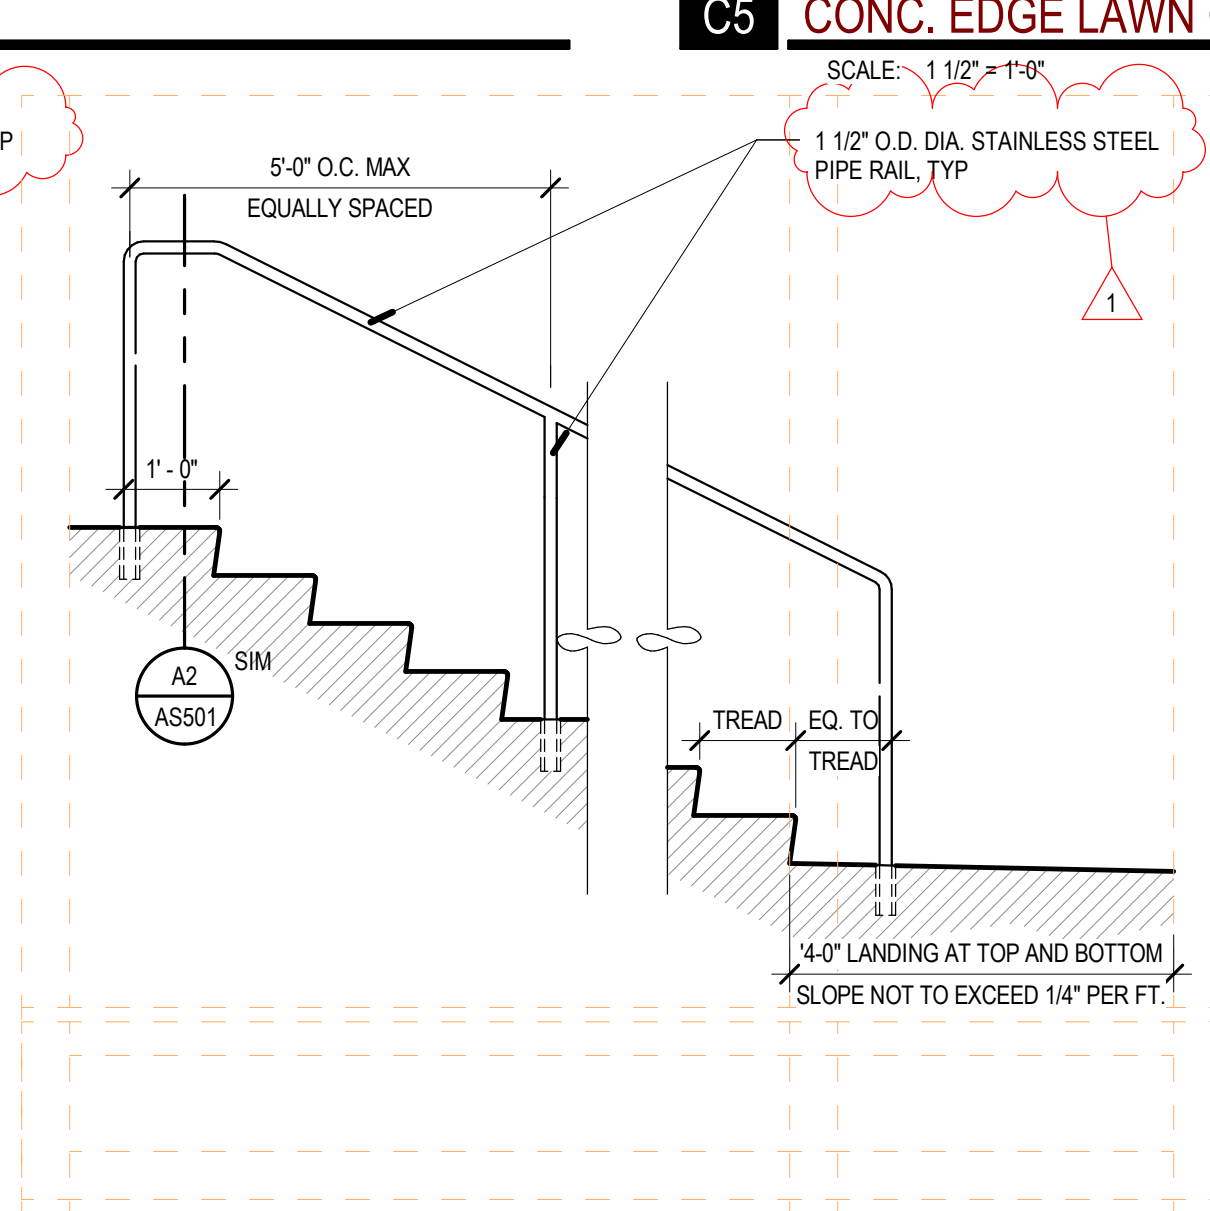 C5 CONC. EDGE LAWN
SCALE: 1 1/2" = 1'-0"
P
1 1/2" O.D. DIA. STAINLESS STEEL
PIPE RAIL, TYP
5'-0" O.C. MAX
EQUALLY SPACED
1
1' - 0"
A2
AS501
SIM
TREAD
EQ. TO
TREAD
'4-0" LANDING AT TOP AND BOTTOM
SLOPE NOT TO EXCEED 1/4" PER FT.